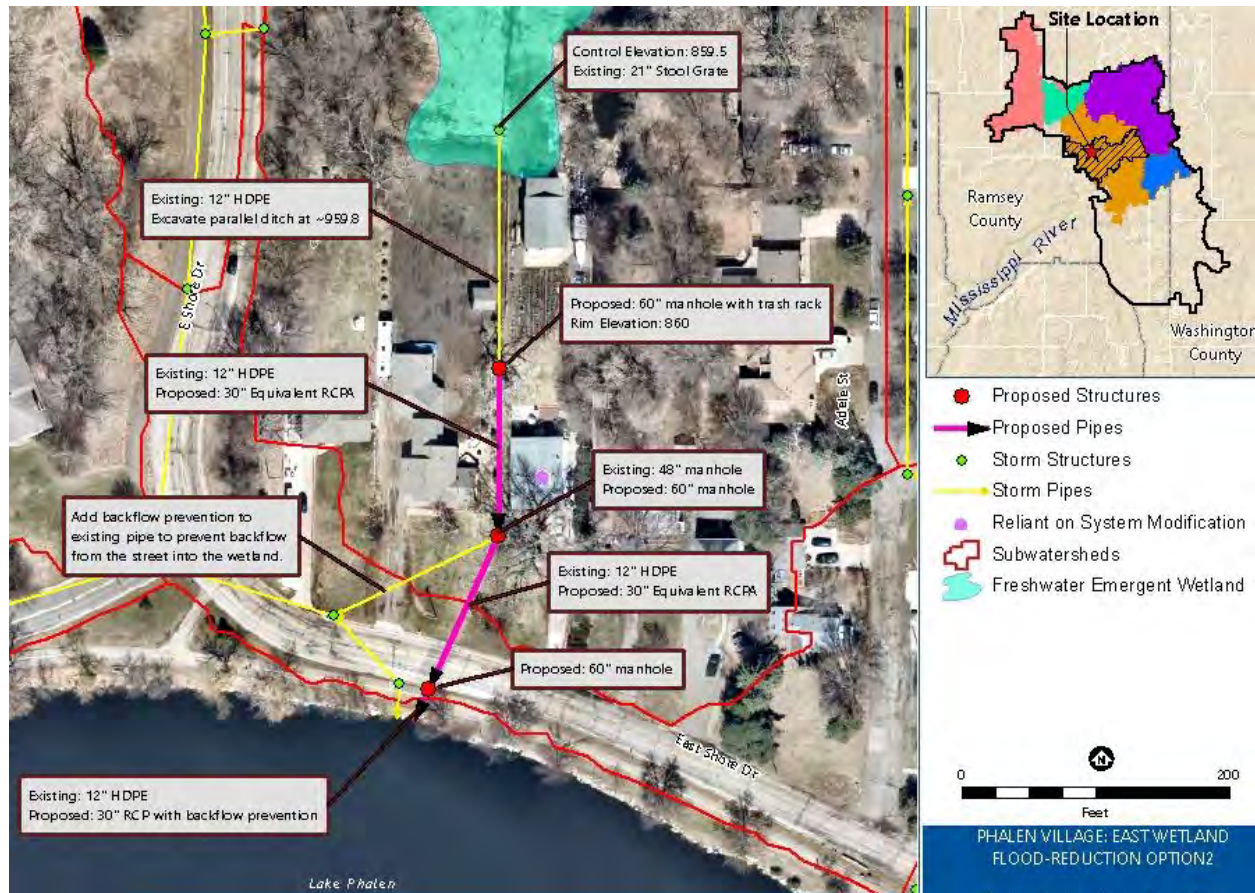 Control Elevation: 859.5
Existing: 21" Stool Grate
Existing: 12" HDPE
Excavate parallel ditch at ~959.8
E Shore Dr
Proposed: 60" manhole with trash rack
Rim Elevation: 860
Existing: 12" HDPE
Proposed: 30" Equivalent RCPA
Adele St
Existing: 48" manhole
Proposed: 60" manhole
Add backflow prevention to
existing pipe to prevent backflow
from the street into the wetland.
Existing: 12" HDPE
Proposed: 30" Equivalent RCPA
Proposed: 60" manhole
East Shore Dr
Existing: 12" HDPE
Proposed: 30" RCP with backflow prevention
Lake Phalen
Site Location
Ramsey
County
Mississippi River
Washington
County
Proposed Structures
Proposed Pipes
Storm Structures
Storm Pipes
Reliant on System Modification
Subwatersheds
Freshwater Emergent Wetland
N
0 200
Feet
PHALEN VILLAGE: EAST WETLAND
FLOOD-REDUCTION OPTION2